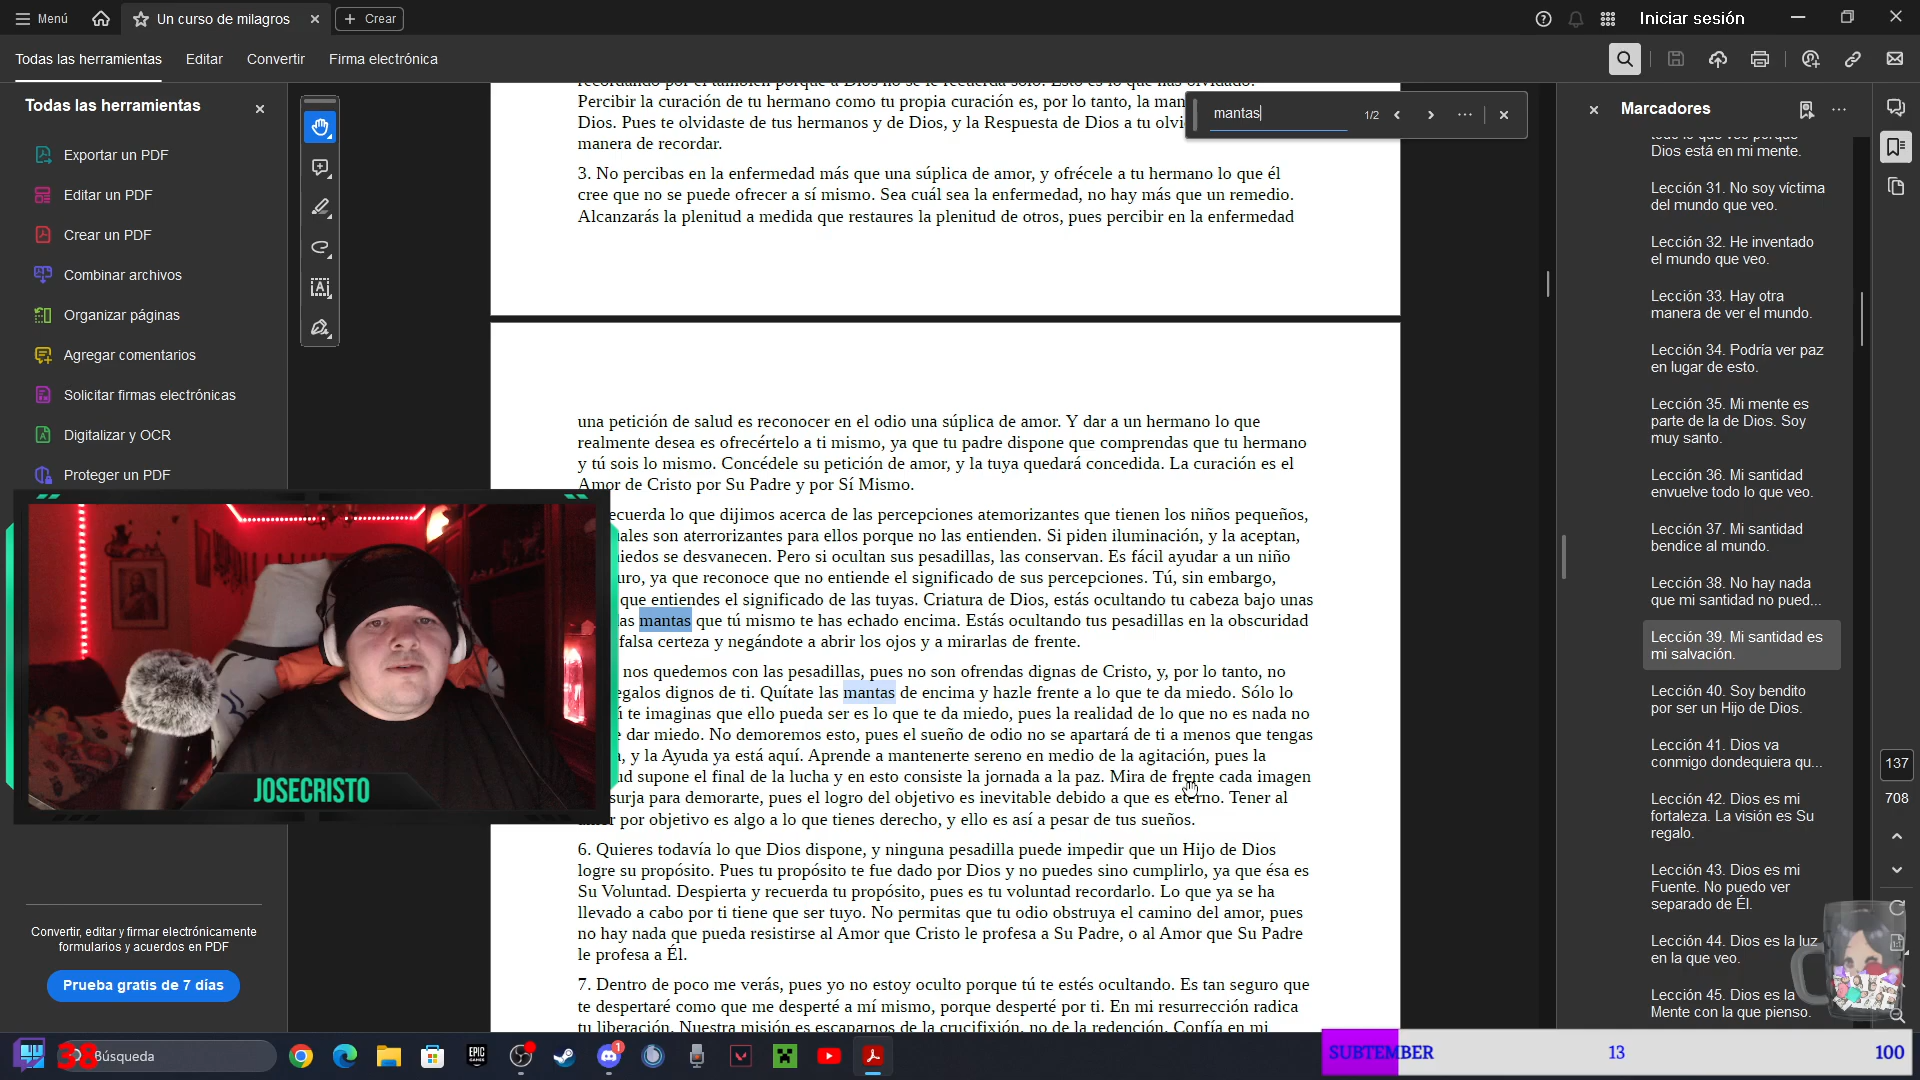 Menú
Un curso de milagros
Crear
Iniciar sesión
Todas las herramientas
Editar
Convertir
Firma electrónica
Todas las herramientas
Exportar un PDF
Editar un PDF
Crear un PDF
Combinar archivos
Organizar páginas
Agregar comentarios
Solicitar firmas electrónicas
Digitalizar y OCR
Proteger un PDF
Convertir, editar y firmar electrónicamente
formularios y acuerdos en PDF
Prueba gratis de 7 días
mantas
1/2
Percibir la curación de tu hermano como tu propia curación es, por lo tanto, la
Dios. Pues te olvidaste de tus hermanos y de Dios, y la Respuesta de Dios a tu
manera de recordar.
3. No percibas en la enfermedad más que una súplica de amor, y ofrécele a tu hermano lo que él
cree que no se puede ofrecer a sí mismo. Sea cuál sea la enfermedad, no hay más que un remedio.
Alcanzarás la plenitud a medida que restaures la plenitud de otros, pues percibir en la enfermedad
una petición de salud es reconocer en el odio una súplica de amor. Y dar a un hermano lo que
realmente desea es ofrecértelo a ti mismo, ya que tu padre dispone que comprendas que tu hermano
y tú sois lo mismo. Concédele su petición de amor, y la tuya quedará concedida. La curación es el
Amor de Cristo por Su Padre y por Sí Mismo.
ecuerda lo que dijimos acerca de las percepciones atemorizantes que tienen los niños pequeños,
ales son aterrorizantes para ellos porque no las entienden. Si piden iluminación, y la aceptan,
iedos se desvanecen. Pero si ocultan sus pesadillas, las conservan. Es fácil ayudar a un niño
uro, ya que reconoce que no entiende el significado de sus percepciones. Tú, sin embargo,
que entiendes el significado de las tuyas. Criatura de Dios, estás ocultando tu cabeza bajo unas
as mantas que tú mismo te has echado encima. Estás ocultando tus pesadillas en la obscuridad
falsa certeza y negándote a abrir los ojos y a mirarlas de frente.
nos quedemos con las pesadillas, pues no son ofrendas dignas de Cristo, y, por lo tanto, no
egalos dignos de ti. Quítate las mantas de encima y hazle frente a lo que te da miedo. Sólo lo
ú te imaginas que ello pueda ser es lo que te da miedo, pues la realidad de lo que no es nada no
e dar miedo. No demoremos esto, pues el sueño de odio no se apartará de ti a menos que tengas
, y la Ayuda ya está aquí. Aprende a mantenerte sereno en medio de la agitación, pues la
ud supone el final de la lucha y en esto consiste la jornada a la paz. Mira de frente cada imagen
surja para demorarte, pues el logro del objetivo es inevitable debido a que es eterno. Tener al
r por objetivo es algo a lo que tienes derecho, y ello es así a pesar de tus sueños.
6. Quieres todavía lo que Dios dispone, y ninguna pesadilla puede impedir que un Hijo de Dios
logre su propósito. Pues tu propósito te fue dado por Dios y no puedes sino cumplirlo, ya que ésa es
Su Voluntad. Despierta y recuerda tu propósito, pues es tu voluntad recordarlo. Lo que ya se ha
llevado a cabo por ti tiene que ser tuyo. No permitas que tu odio obstruya el camino del amor, pues
no hay nada que pueda resistirse al Amor que Cristo le profesa a Su Padre, o al Amor que Su Padre
le profesa a Él.
7. Dentro de poco me verás, pues yo no estoy oculto porque tú te estés ocultando. Es tan seguro que
te despertaré como que me desperté a mí mismo, porque desperté por ti. En mi resurrección radica
tu liberación. Nuestra misión es escaparnos de la crucifixión, no de la redención. Confía en mi
JOSECRISTO
Marcadores
todo lo que veo porque
Dios está en mi mente.
Lección 31. No soy víctima
del mundo que veo.
Lección 32. He inventado
el mundo que veo.
Lección 33. Hay otra
manera de ver el mundo.
Lección 34. Podría ver paz
en lugar de esto.
Lección 35. Mi mente es
parte de la de Dios. Soy
muy santo.
Lección 36. Mi santidad
envuelve todo lo que veo.
Lección 37. Mi santidad
bendice al mundo.
Lección 38. No hay nada
que mi santidad no pued...
Lección 39. Mi santidad es
mi salvación.
Lección 40. Soy bendito
por ser un Hijo de Dios.
Lección 41. Dios va
conmigo dondequiera qu...
Lección 42. Dios es mi
fortaleza. La visión es Su
regalo.
Lección 43. Dios es mi
Fuente. No puedo ver
separado de Él.
Lección 44. Dios es la luz
en la que veo.
Lección 45. Dios es la
Mente con la que pienso.
137
708
38
Búsqueda
EPIC
GAMES
1
SUBTEMBER
13
100